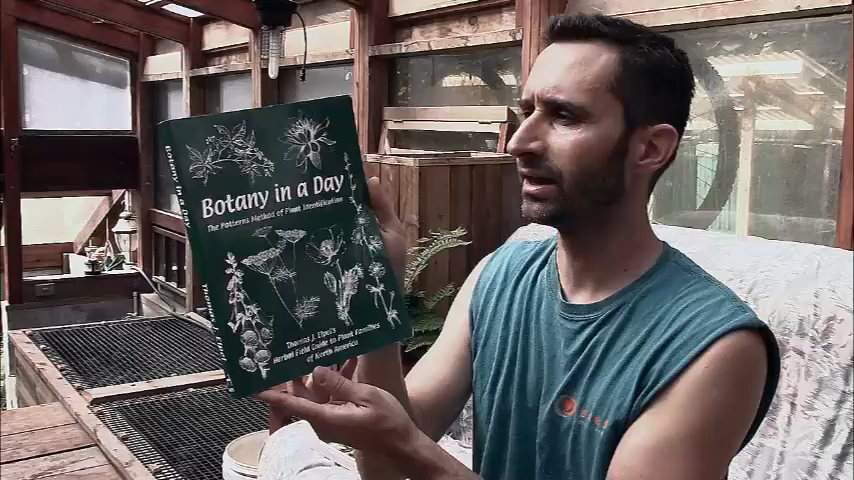 Botany in a Day
The Patterns Method of Plant Identification
Thomas J. Elpel's
Herbal Field Guide to Plant Families
of North America
Botany in a Day